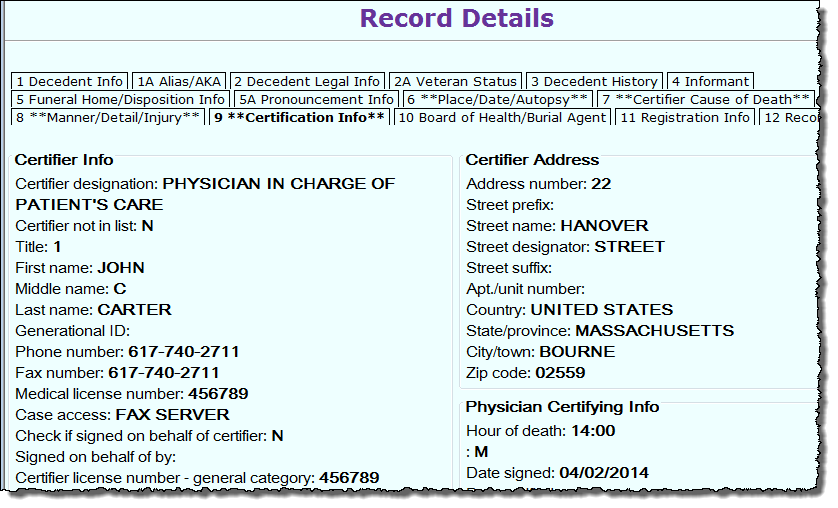 Record Details
1 Decedent Info 1A Alias/AKA 2 Decedent Legal Info 2A Veteran Status 3 Decedent History 4 Informant
5 Funeral Home/Disposition Info 5A Pronouncement Info 6 **Place/Date/Autopsy** 7 **Certifier Cause of Death**
8 **Manner/Detail/Injury** 9 **Certification Info** 10 Board of Health/Burial Agent 11 Registration Info 12 Reco
Certifier Info
Certifier designation: PHYSICIAN IN CHARGE OF
PATIENT'S CARE
Certifier not in list: N
Title: 1
First name: JOHN
Middle name: C
Last name: CARTER
Generational ID:
Phone number: 617-740-2711
Fax number: 617-740-2711
Medical license number: 456789
Case access: FAX SERVER
Check if signed on behalf of certifier: N
Signed on behalf of by:
Certifier license number - general category: 456789
Certifier Address
Address number: 22
Street prefix:
Street name: HANOVER
Street designator: STREET
Street suffix:
Apt./unit number:
Country: UNITED STATES
State/province: MASSACHUSETTS
City/town: BOURNE
Zip code: 02559
Physician Certifying Info
Hour of death: 14:00
: M
Date signed: 04/02/2014